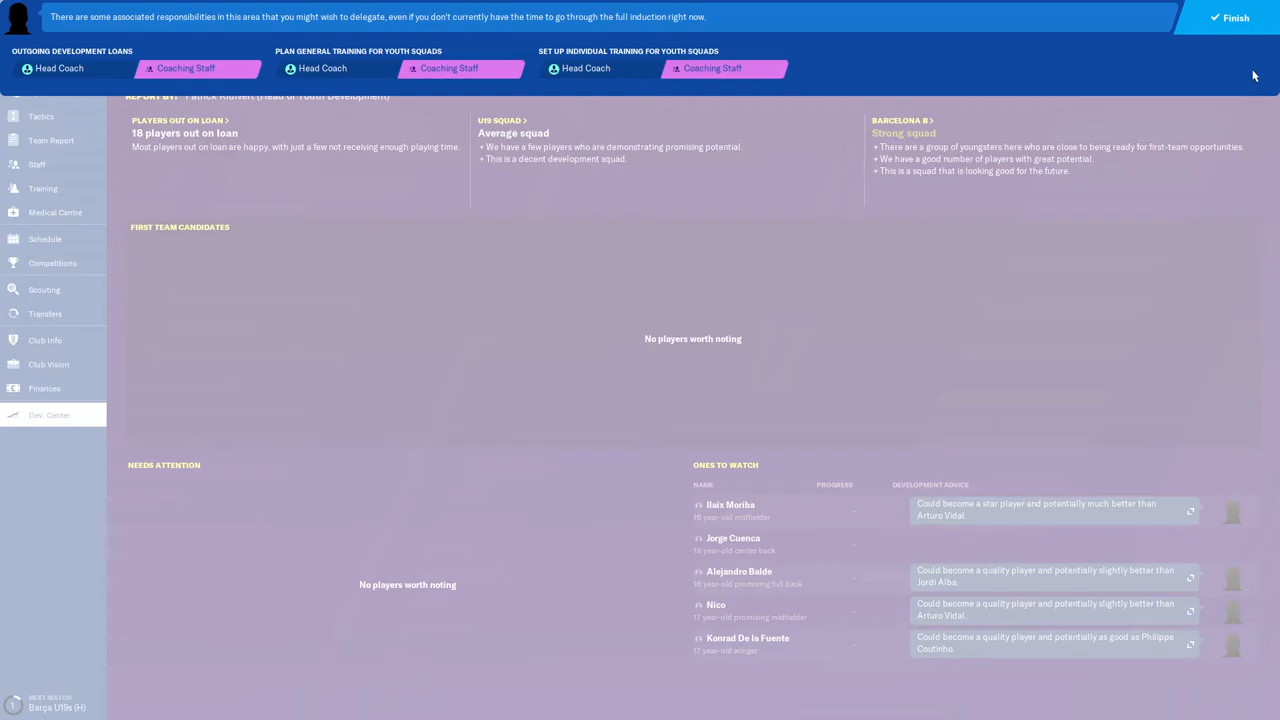 There are some associated responsibilities in this area that you might wish to delegate, even if you don't currently have the time to go through the full induction right now.
Finish
OUTGOING DEVELOPMENT LOANS
Head Coach
Coaching Staff
PLAN GENERAL TRAINING FOR YOUTH SQUADS
Head Coach
Coaching Staff
SET UP INDIVIDUAL TRAINING FOR YOUTH SQUADS
Head Coach
Coaching Staff
REPORT BY: Patrick Kluivert (Head of Youth Development)
Tactics
Team Report
Staff
Training
Medical Centre
Schedule
Competitions
Scouting
Transfers
Club Info
Club Vision
Finances
Dev. Center
PLAYERS OUT ON LOAN >
18 players out on loan
Most players out on loan are happy, with just a few not receiving enough playing time.
U19 SQUAD >
Average squad
+ We have a few players who are demonstrating promising potential.
+ This is a decent development squad.
BARCELONA B >
Strong squad
+ There are a group of youngsters here who are close to being ready for first-team opportunities.
+ We have a good number of players with great potential.
+ This is a squad that is looking good for the future.
FIRST TEAM CANDIDATES
No players worth noting
NEEDS ATTENTION
No players worth noting
ONES TO WATCH
NAME PROGRESS DEVELOPMENT ADVICE
Ilaix Moriba
16 year-old midfielder
-
Could become a star player and potentially much better than
Arturo Vidal.
Jorge Cuenca
19 year-old center back
-
Alejandro Balde
16 year-old promising full back
-
Could become a quality player and potentially slightly better than
Jordi Alba.
Nico
17 year-old promising midfielder
-
Could become a quality player and potentially slightly better than
Arturo Vidal.
Konrad De la Fuente
17 year-old winger
-
Could become a quality player and potentially as good as Philippe
Coutinho.
1
NEXT MATCH
Barça U19s (H)